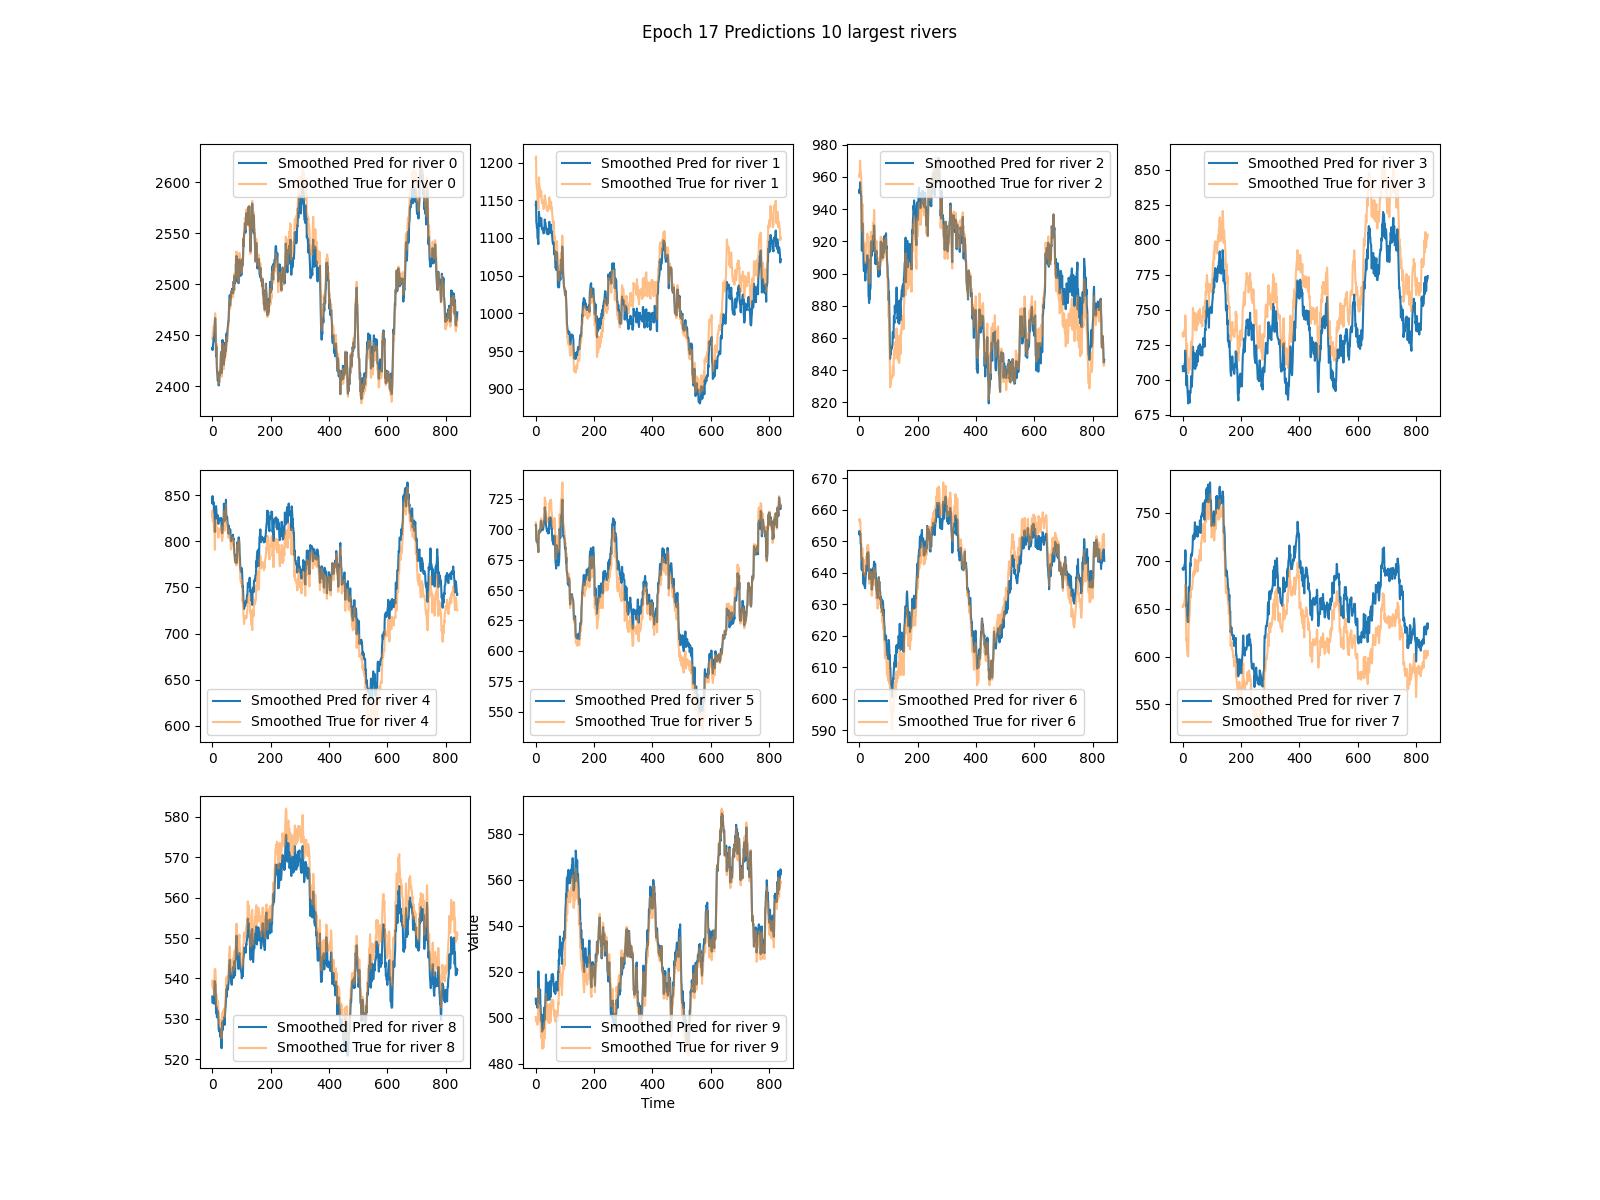 Epoch 17 Predictions 10 largest rivers
Smoothed Pred for river 0
Smoothed True for river 0
2600
2550
2500
2450
2400
0 200 400 600 800
Smoothed Pred for river 1
Smoothed True for river 1
1200
1150
1100
1050
1000
950
900
0 200 400 600 800
Smoothed Pred for river 2
Smoothed True for river 2
980
960
940
920
900
880
860
840
820
0 200 400 600 800
Smoothed Pred for river 3
Smoothed True for river 3
850
825
800
775
750
725
700
675
0 200 400 600 800
850
800
750
700
650
600
Smoothed Pred for river 4
Smoothed True for river 4
0 200 400 600 800
725
700
675
650
625
600
575
550
Smoothed Pred for river 5
Smoothed True for river 5
0 200 400 600 800
670
660
650
640
630
620
610
600
590
Smoothed Pred for river 6
Smoothed True for river 6
0 200 400 600 800
750
700
650
600
550
Smoothed Pred for river 7
Smoothed True for river 7
0 200 400 600 800
580
570
560
550
540
530
520
Smoothed Pred for river 8
Smoothed True for river 8
0 200 400 600 800
Value
580
560
540
520
500
480
Smoothed Pred for river 9
Smoothed True for river 9
0 200 400 600 800
Time